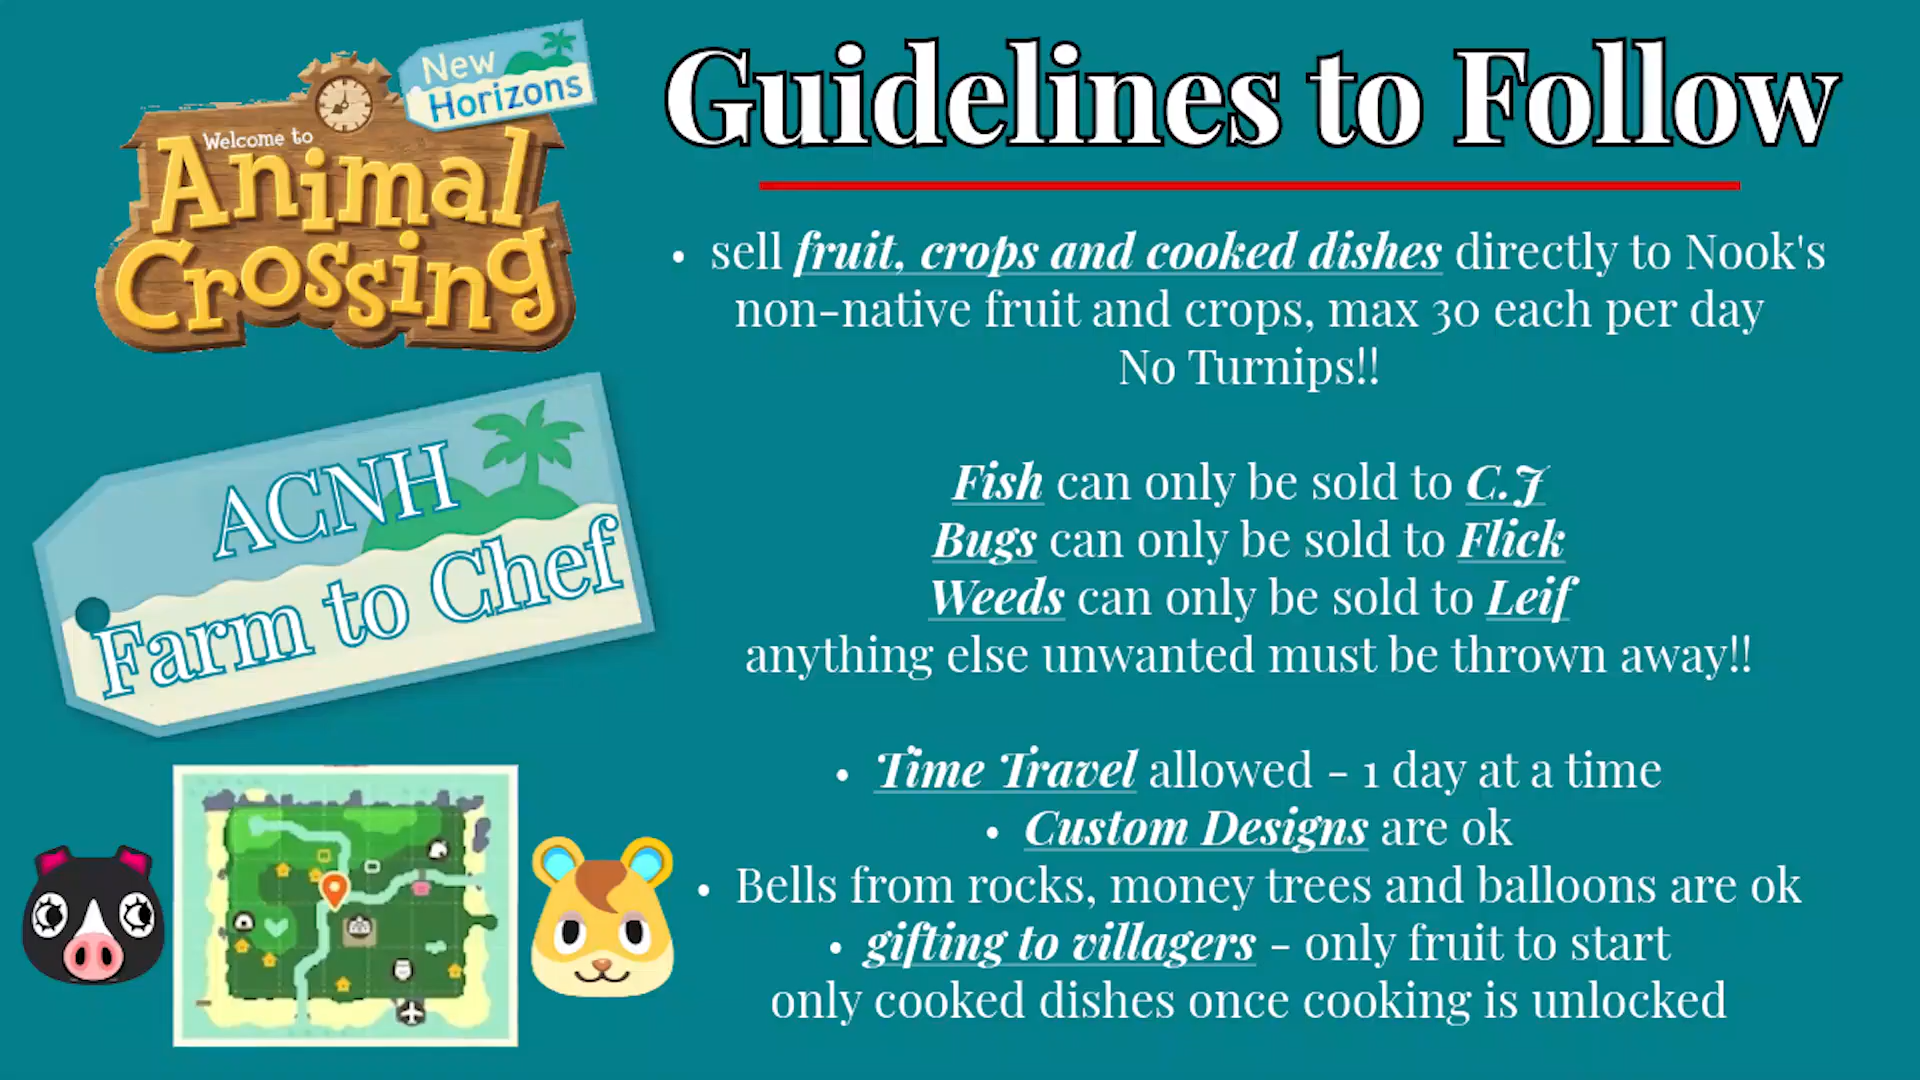 New
Horizons
Welcome to
Animal
Crossing
ACNH
Farm to Chef
Guidelines to Follow
• sell fruit, crops and cooked dishes directly to Nook's
non-native fruit and crops, max 30 each per day
No Turnips!!
Fish can only be sold to C.J
Bugs can only be sold to Flick
Weeds can only be sold to Leif
anything else unwanted must be thrown away!!
• Time Travel allowed - 1 day at a time
• Custom Designs are ok
• Bells from rocks, money trees and balloons are ok
• gifting to villagers - only fruit to start
only cooked dishes once cooking is unlocked